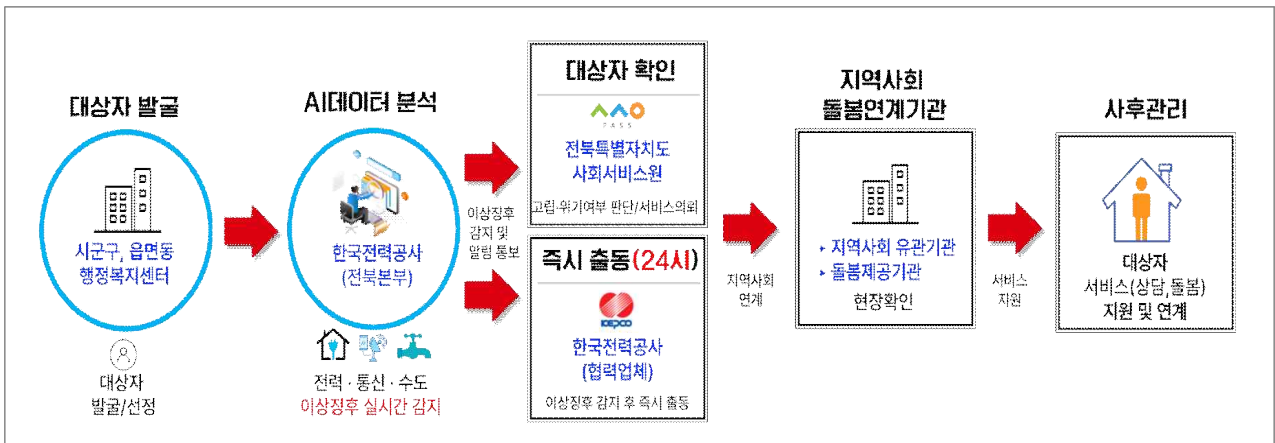 대상자 발굴
시군구, 읍면동
행정복지센터
대상자
발굴/선정
AI데이터 분석
한국전력공사
(전북본부)
전력 · 통신 · 수도
이상징후 실시간 감지
이상징후
감지 및
알림 통보
대상자 확인
PASS
전북특별자치도
사회서비스원
고립·위기여부 판단/서비스의뢰
즉시 출동(24시)
KEPCO
한국전력공사
(협력업체)
이상징후 감지 후 즉시 출동
지역사회
연계
지역사회
돌봄연계기관
▸ 지역사회 유관기관
▸ 돌봄제공기관
현장확인
서비스
지원
사후관리
대상자
서비스(상담,돌봄)
지원 및 연계